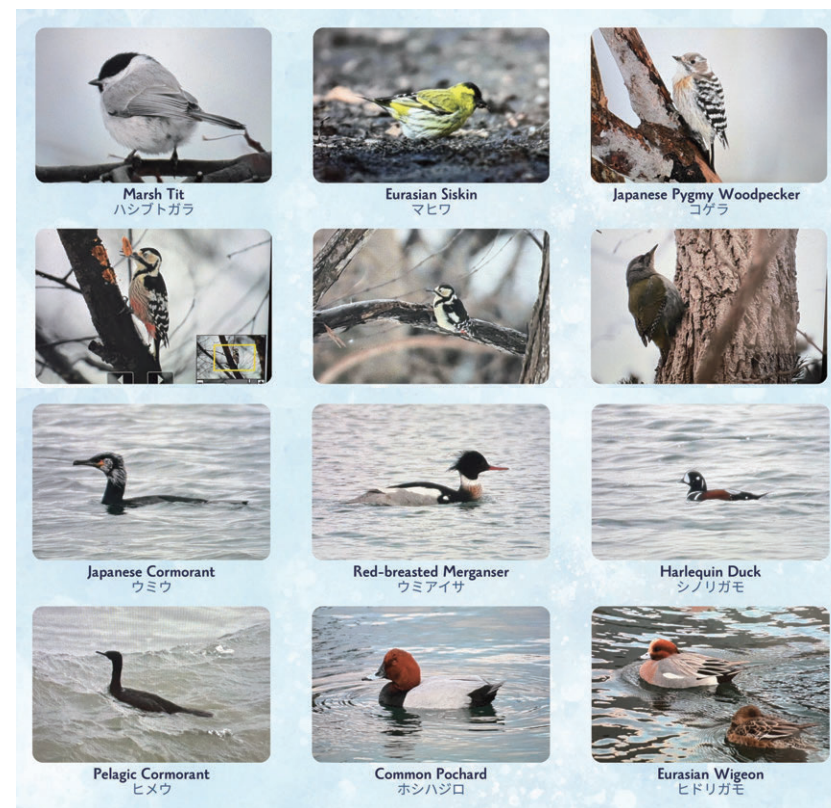 Marsh Tit
ハシブトガラ
Eurasian Siskin
マヒワ
Japanese Pygmy Woodpecker
コゲラ
Japanese Cormorant
ウミウ
Red-breasted Merganser
ウミアイサ
Harlequin Duck
シノリガモ
Pelagic Cormorant
ヒメウ
Common Pochard
ホシハジロ
Eurasian Wigeon
ヒドリガモ